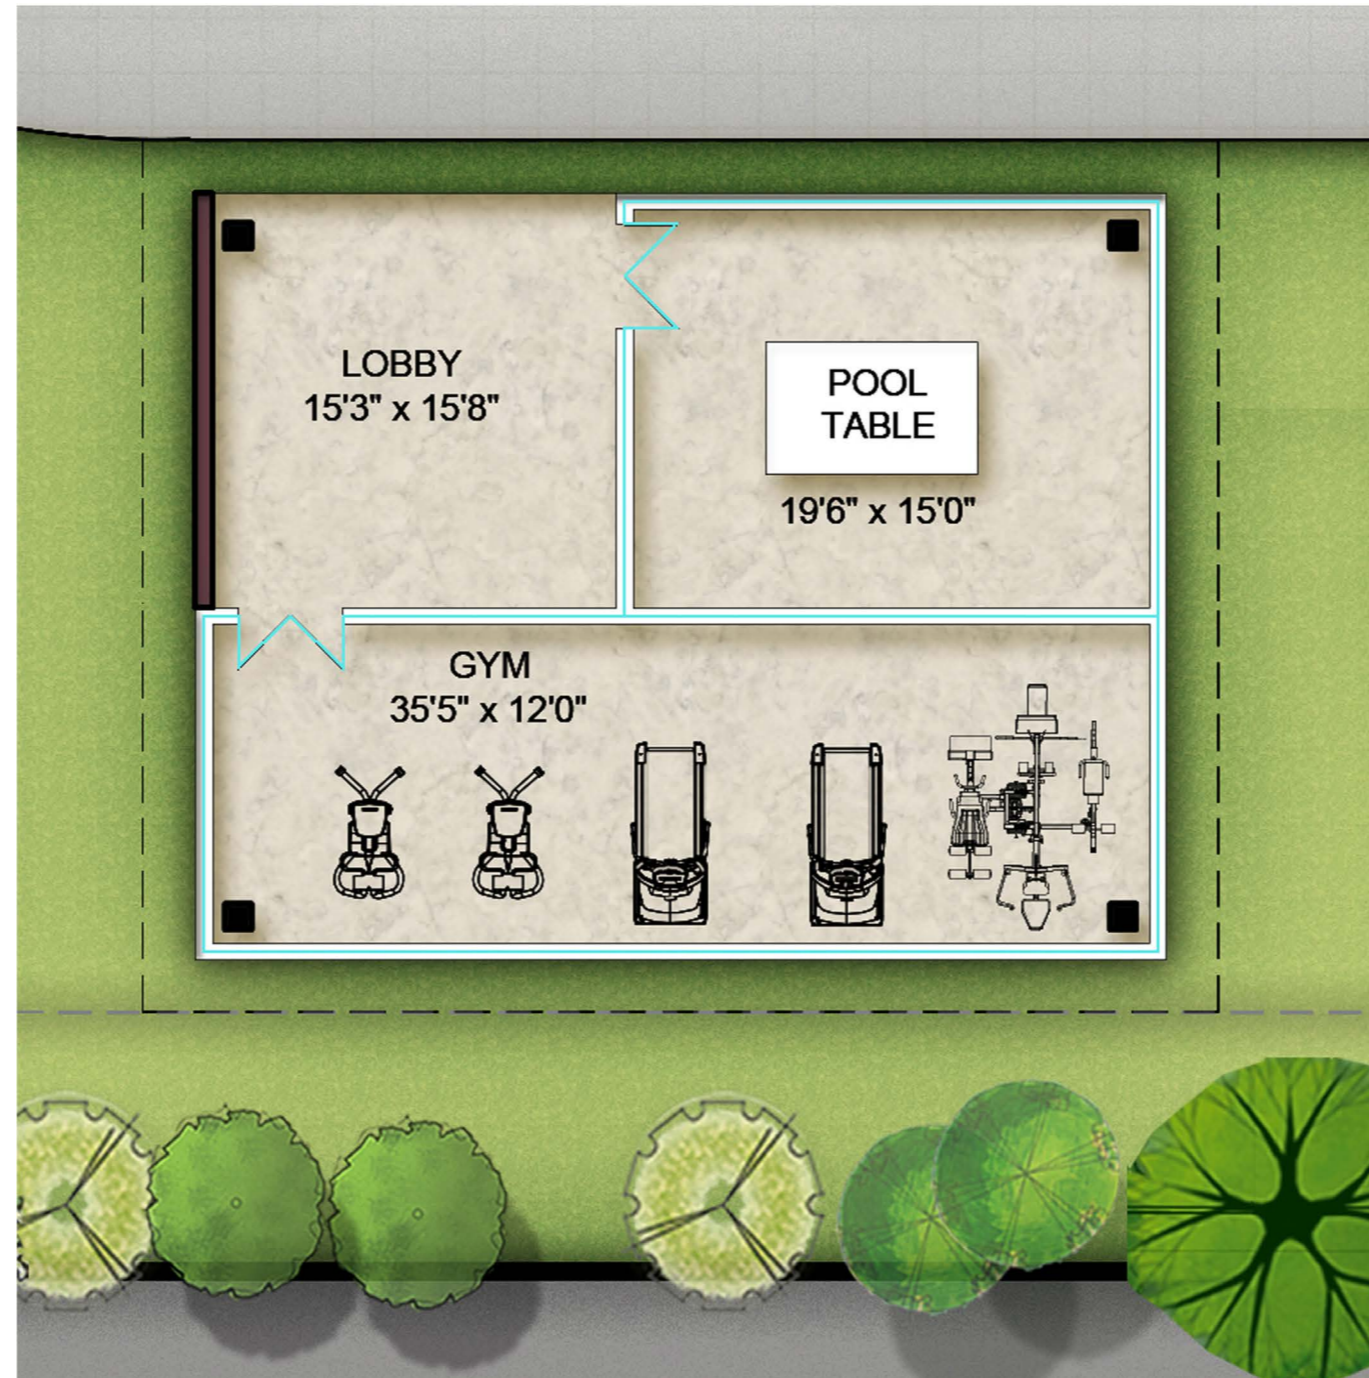 LOBBY
15'3" x 15'8"
POOL
TABLE
19'6" x 15'0"
GYM
35'5" x 12'0"